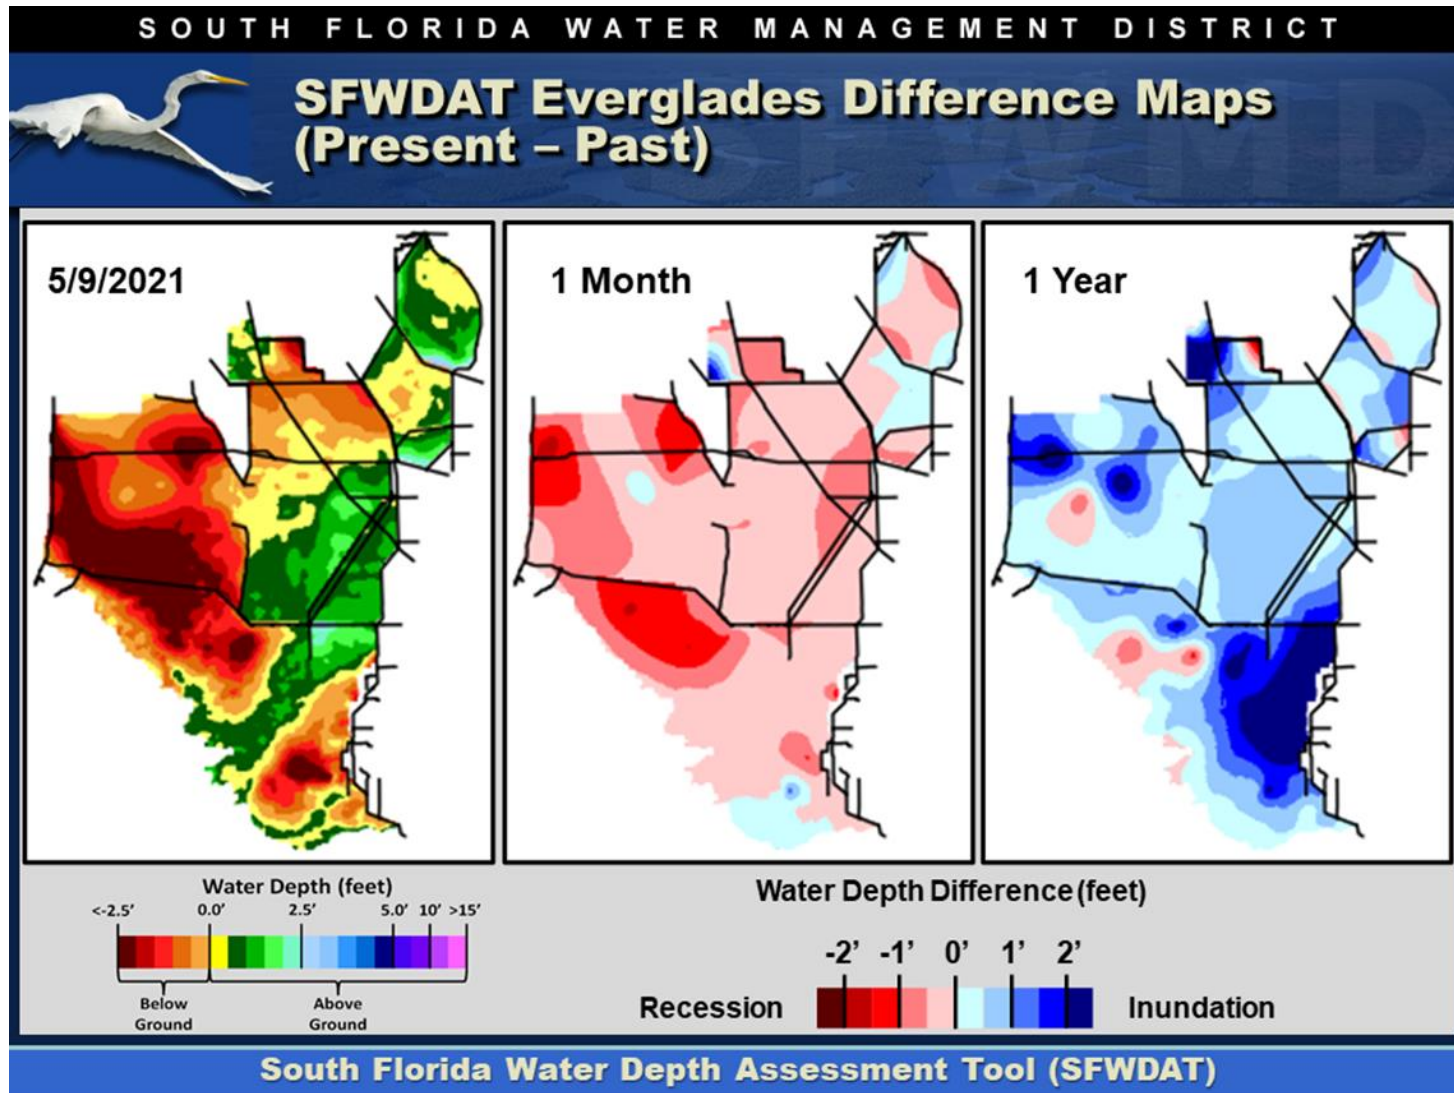 SOUTH FLORIDA WATER MANAGEMENT DISTRICT
SFWDAT Everglades Difference Maps
(Present – Past)
5/9/2021
1 Month
1 Year
Water Depth (feet)
<-2.5’ 0.0’ 2.5’ 5.0’ 10’ >15’
Below
Ground
Above
Ground
Water Depth Difference (feet)
-2’ -1’ 0’ 1’ 2’
Recession
Inundation
South Florida Water Depth Assessment Tool (SFWDAT)